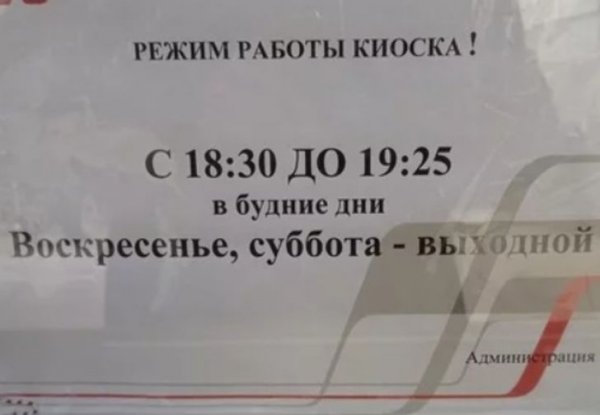 РЕЖИМ РАБОТЫ КИОСКА !
С 18:30 ДО 19:25
в будние дни
Воскресенье, суббота - выходной
Администрация